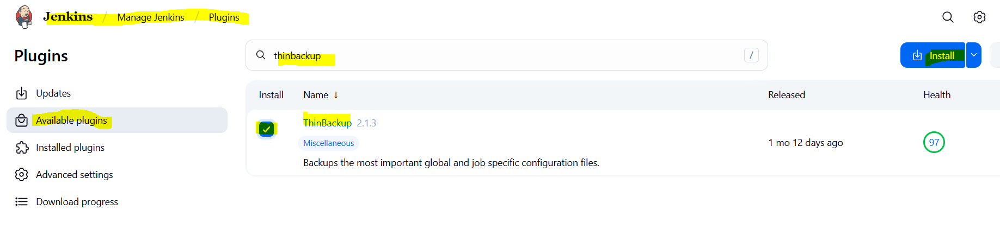 Jenkins / Manage Jenkins / Plugins
Plugins
thinbackup
/
Install
Updates
Available plugins
Installed plugins
Advanced settings
Download progress
Install Name ↓ Released Health
ThinBackup 2.1.3
Miscellaneous
Backups the most important global and job specific configuration files.
1 mo 12 days ago
97